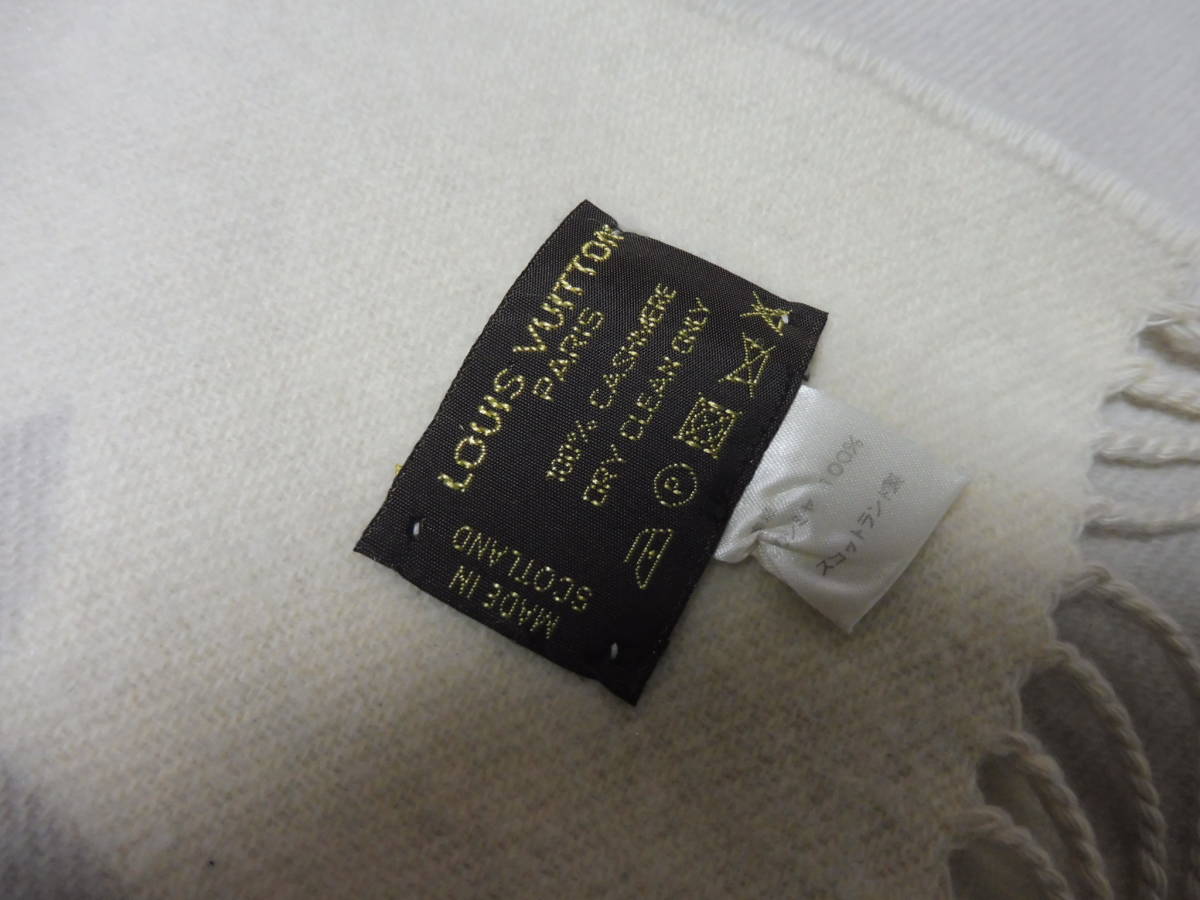 LOUIS VUITTON
PARIS
100% CASHMERE
DRY CLEAN ONLY
P
MADE IN
SCOTLAND
100%
スコットランド製